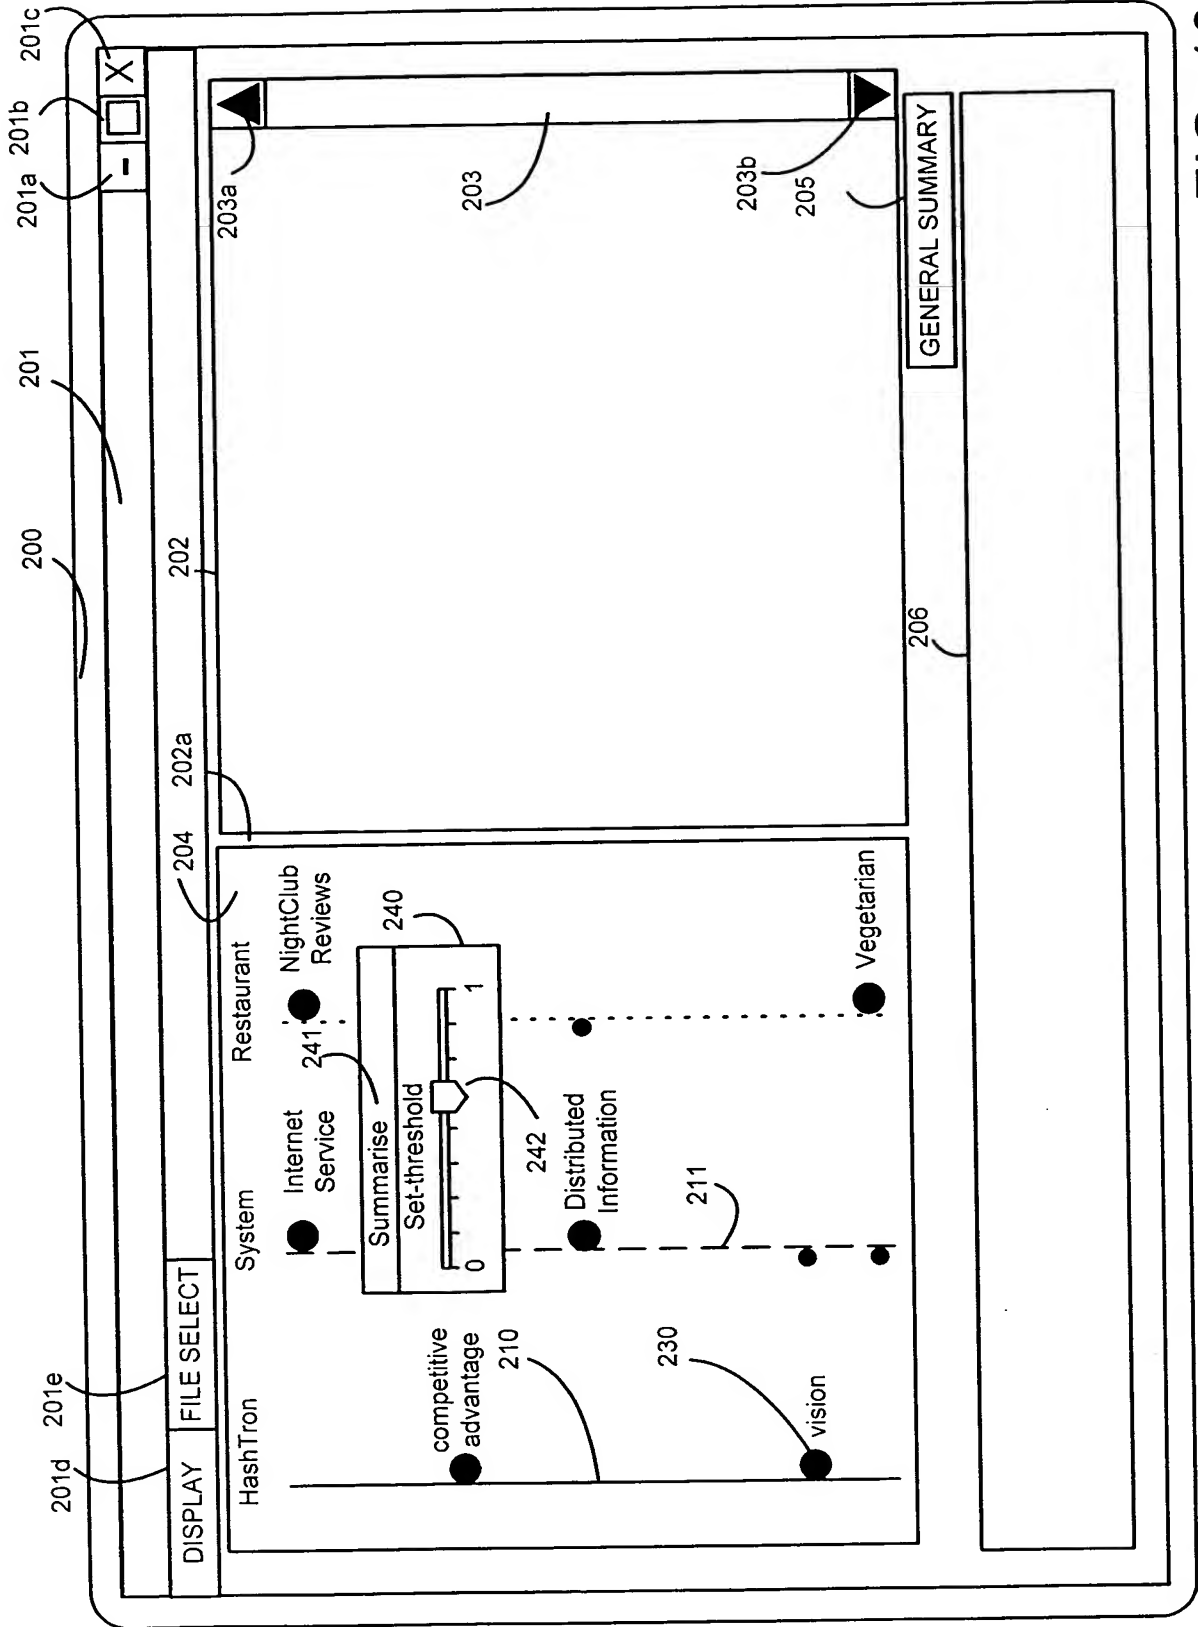 200
201
201a
201b
201c
201d
201e
DISPLAY
FILE SELECT
204
202a
202
203a
203
203b
205
HashTron
System
Restaurant
Internet
Service
NightClub
Reviews
241
Summarise
Set-threshold
0
1
240
242
competitive
advantage
210
Distributed
Information
211
230
vision
Vegetarian
GENERAL SUMMARY
206